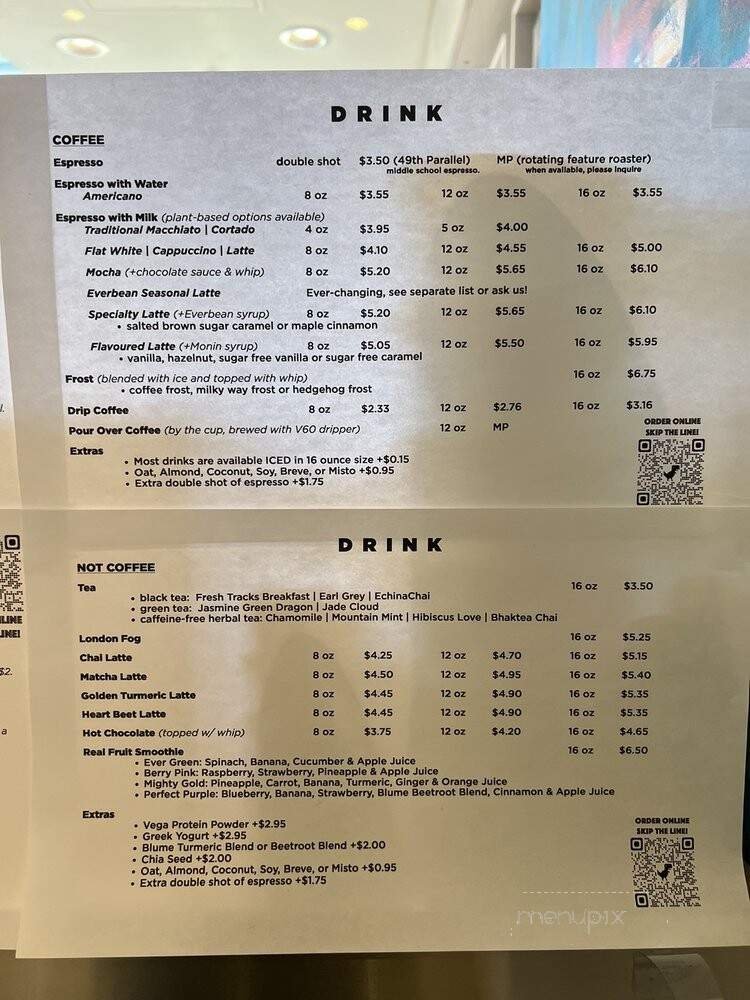 DRINK
COFFEE
Espresso double shot $3.50 (49th Parallel) MP (rotating feature roaster)
middle school espresso. when available, please inquire
Espresso with Water
Americano 8 oz $3.55 12 oz $3.55 16 oz $3.55
Espresso with Milk (plant-based options available)
Traditional Macchiato | Cortado 4 oz $3.95 5 oz $4.00
Flat White | Cappuccino | Latte 8 oz $4.10 12 oz $4.55 16 oz $5.00
Mocha (+chocolate sauce & whip) 8 oz $5.20 12 oz $5.65 16 oz $6.10
Everbean Seasonal Latte Ever-changing, see separate list or ask us!
Specialty Latte (+Everbean syrup) 8 oz $5.20 12 oz $5.65 16 oz $6.10
• salted brown sugar caramel or maple cinnamon
Flavoured Latte (+Monin syrup) 8 oz $5.05 12 oz $5.50 16 oz $5.95
• vanilla, hazelnut, sugar free vanilla or sugar free caramel
Frost (blended with ice and topped with whip) 16 oz $6.75
• coffee frost, milky way frost or hedgehog frost
Drip Coffee 8 oz $2.33 12 oz $2.76 16 oz $3.16
Pour Over Coffee (by the cup, brewed with V60 dripper) 12 oz MP
ORDER ONLINE
SKIP THE LINE!
Extras
• Most drinks are available ICED in 16 ounce size +$0.15
• Oat, Almond, Coconut, Soy, Breve, or Misto +$0.95
• Extra double shot of espresso +$1.75
DRINK
NOT COFFEE
Tea 16 oz $3.50
• black tea: Fresh Tracks Breakfast | Earl Grey | EchinaChai
• green tea: Jasmine Green Dragon | Jade Cloud
• caffeine-free herbal tea: Chamomile | Mountain Mint | Hibiscus Love | Bhaktea Chai
London Fog 16 oz $5.25
Chai Latte 8 oz $4.25 12 oz $4.70 16 oz $5.15
Matcha Latte 8 oz $4.50 12 oz $4.95 16 oz $5.40
Golden Turmeric Latte 8 oz $4.45 12 oz $4.90 16 oz $5.35
Heart Beet Latte 8 oz $4.45 12 oz $4.90 16 oz $5.35
Hot Chocolate (topped w/ whip) 8 oz $3.75 12 oz $4.20 16 oz $4.65
Real Fruit Smoothie 16 oz $6.50
• Ever Green: Spinach, Banana, Cucumber & Apple Juice
• Berry Pink: Raspberry, Strawberry, Pineapple & Apple Juice
• Mighty Gold: Pineapple, Carrot, Banana, Turmeric, Ginger & Orange Juice
• Perfect Purple: Blueberry, Banana, Strawberry, Blume Beetroot Blend, Cinnamon & Apple Juice
Extras
• Vega Protein Powder +$2.95
• Greek Yogurt +$2.95
• Blume Turmeric Blend or Beetroot Blend +$2.00
• Chia Seed +$2.00
• Oat, Almond, Coconut, Soy, Breve, or Misto +$0.95
• Extra double shot of espresso +$1.75
ORDER ONLINE
SKIP THE LINE!
menupix